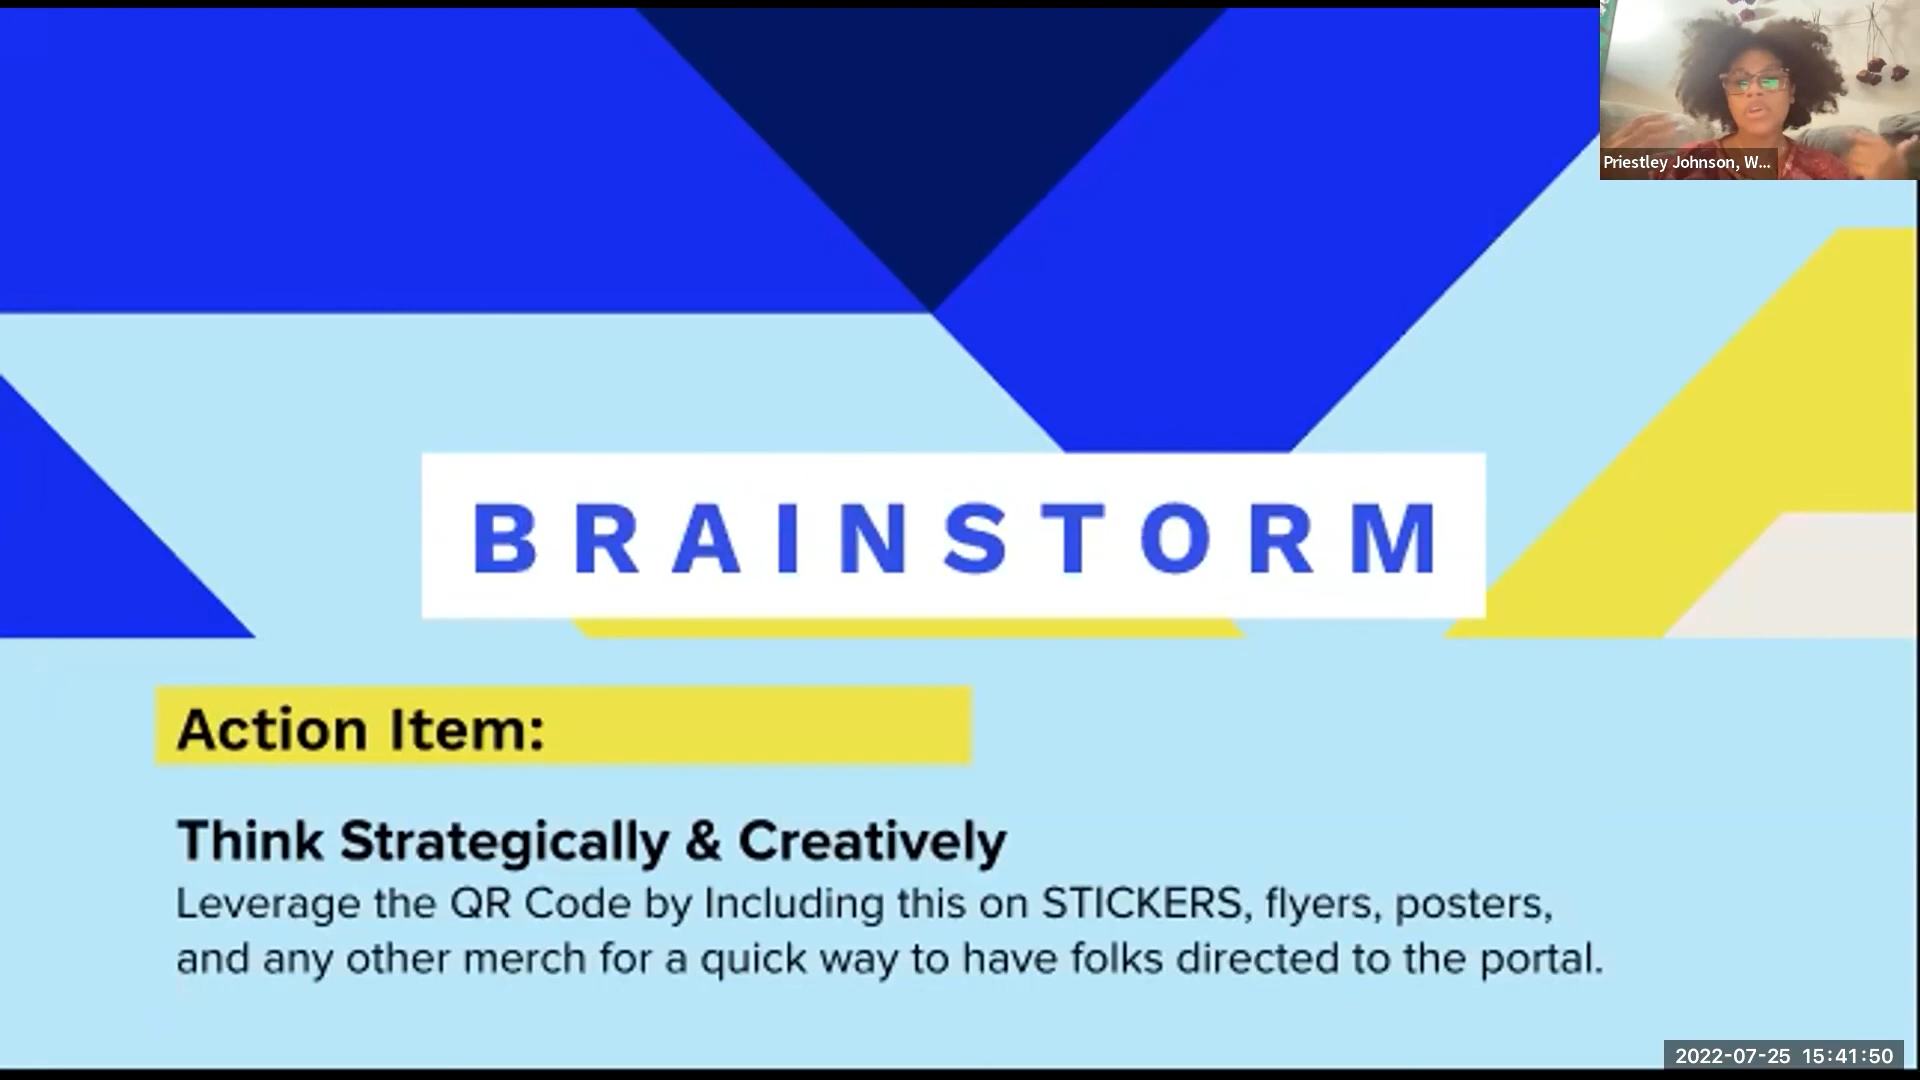 Priestley Johnson, W...
BRAINSTORM
Action Item:
Think Strategically & Creatively
Leverage the QR Code by Including this on STICKERS, flyers, posters,
and any other merch for a quick way to have folks directed to the portal.
2022-07-25 15:41:50